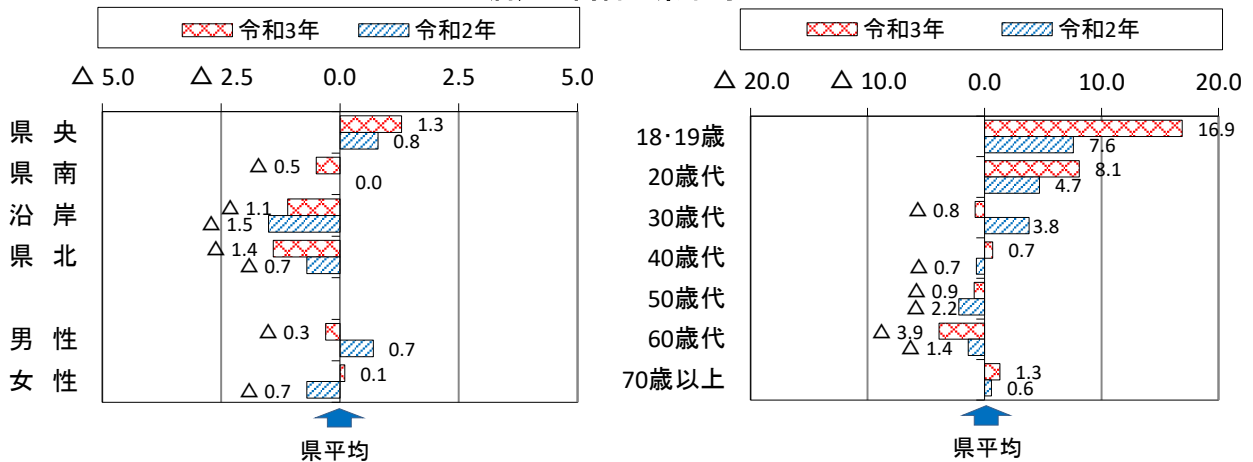 令和3年 令和2年
△ 5.0 △ 2.5 0.0 2.5 5.0
県 央 1.3
0.8
県 南 △ 0.5
0.0
沿 岸 △ 1.1
△ 1.5
県 北 △ 1.4
△ 0.7
男 性 △ 0.3
0.7
女 性 0.1
△ 0.7
県平均
令和3年 令和2年
△ 20.0 △ 10.0 0.0 10.0 20.0
18・19歳 16.9
7.6
20歳代 8.1
4.7
30歳代 △ 0.8
3.8
40歳代 0.7
△ 0.7
50歳代 △ 0.9
△ 2.2
60歳代 △ 3.9
△ 1.4
70歳以上 1.3
0.6
県平均